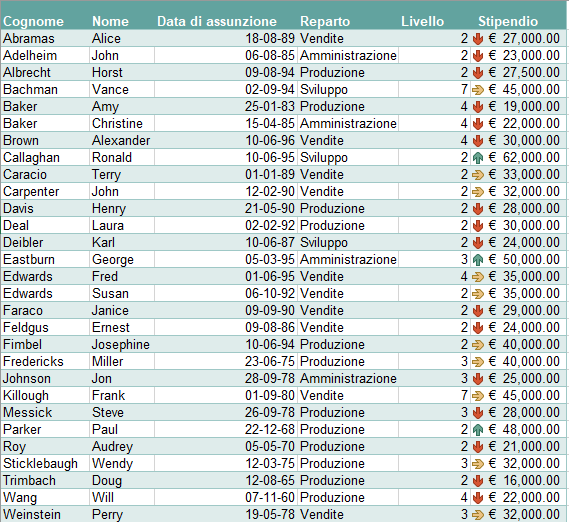 Cognome Nome Data di assunzione Reparto Livello Stipendio
Abramas Alice 18-08-89 Vendite 2 € 27,000.00
Adelheim John 06-08-85 Amministrazione 2 € 23,000.00
Albrecht Horst 09-08-94 Produzione 2 € 27,500.00
Bachman Vance 02-09-94 Sviluppo 7 € 45,000.00
Baker Amy 25-01-83 Produzione 4 € 19,000.00
Baker Christine 15-04-85 Amministrazione 4 € 22,000.00
Brown Alexander 10-06-96 Vendite 4 € 30,000.00
Callaghan Ronald 10-06-95 Sviluppo 2 € 62,000.00
Caracio Terry 01-01-89 Vendite 2 € 33,000.00
Carpenter John 12-02-90 Vendite 2 € 32,000.00
Davis Henry 21-05-90 Produzione 2 € 28,000.00
Deal Laura 02-02-92 Produzione 2 € 30,000.00
Deibler Karl 10-06-87 Sviluppo 2 € 24,000.00
Eastburn George 05-03-95 Amministrazione 3 € 50,000.00
Edwards Fred 01-06-95 Vendite 4 € 35,000.00
Edwards Susan 06-10-92 Vendite 2 € 35,000.00
Faraco Janice 09-09-90 Vendite 2 € 29,000.00
Feldgus Ernest 09-08-86 Vendite 2 € 24,000.00
Fimbel Josephine 10-06-94 Produzione 2 € 40,000.00
Fredericks Miller 23-06-75 Produzione 3 € 40,000.00
Johnson Jon 28-09-78 Amministrazione 3 € 25,000.00
Killough Frank 01-09-80 Vendite 7 € 45,000.00
Messick Steve 26-09-78 Produzione 3 € 28,000.00
Parker Paul 22-12-68 Produzione 2 € 48,000.00
Roy Audrey 05-05-70 Produzione 2 € 21,000.00
Sticklebaugh Wendy 12-03-75 Produzione 3 € 32,000.00
Trimbach Doug 12-08-65 Produzione 2 € 16,000.00
Wang Will 07-11-60 Produzione 4 € 22,000.00
Weinstein Perry 19-05-78 Vendite 3 € 32,000.00